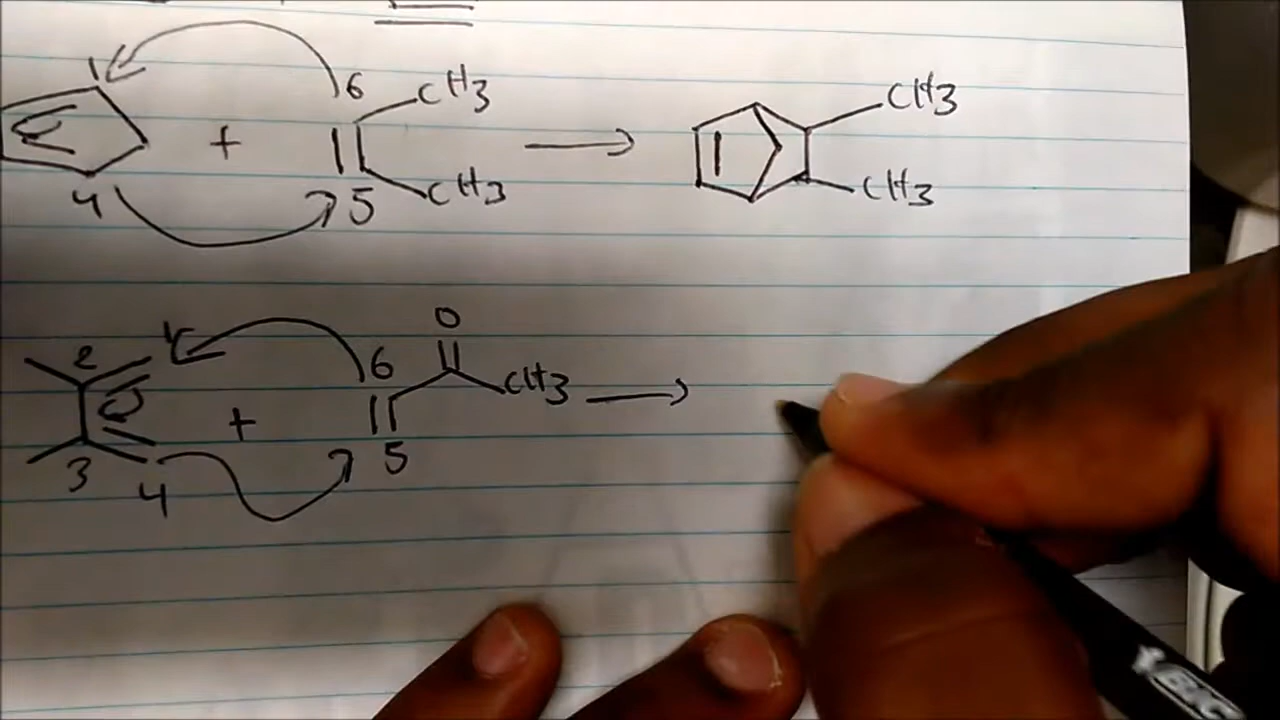 1 6 CH3 CH3
+
4 5 CH3 CH3
O
2 1 6 CH3
+
3 4 5
BIC